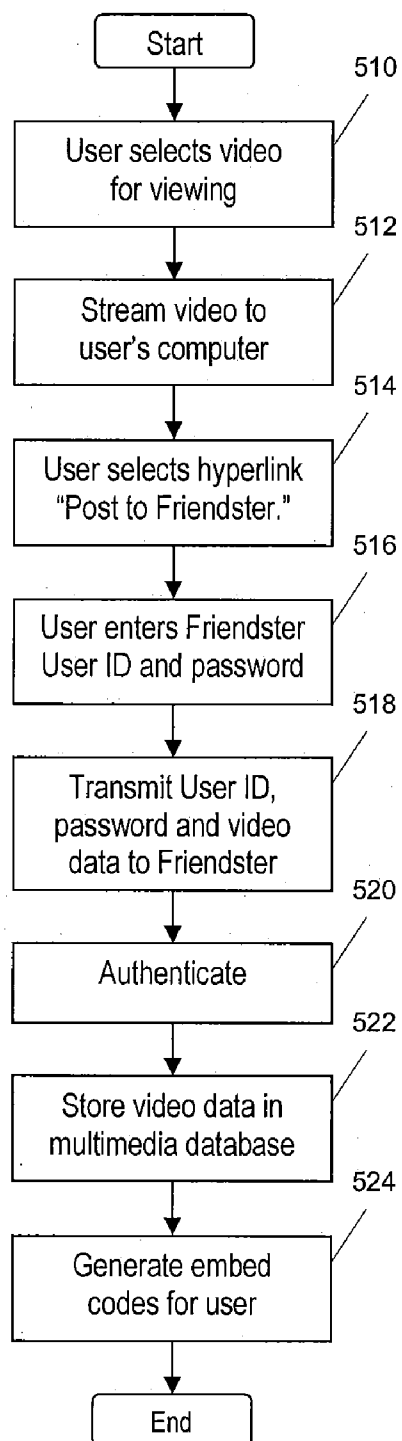 Start
510
User selects video
for viewing
512
Stream video to
user's computer
514
User selects hyperlink
“Post to Friendster.”
516
User enters Friendster
User ID and password
518
Transmit User ID,
password and video
data to Friendster
520
Authenticate
522
Store video data in
multimedia database
524
Generate embed
codes for user
End